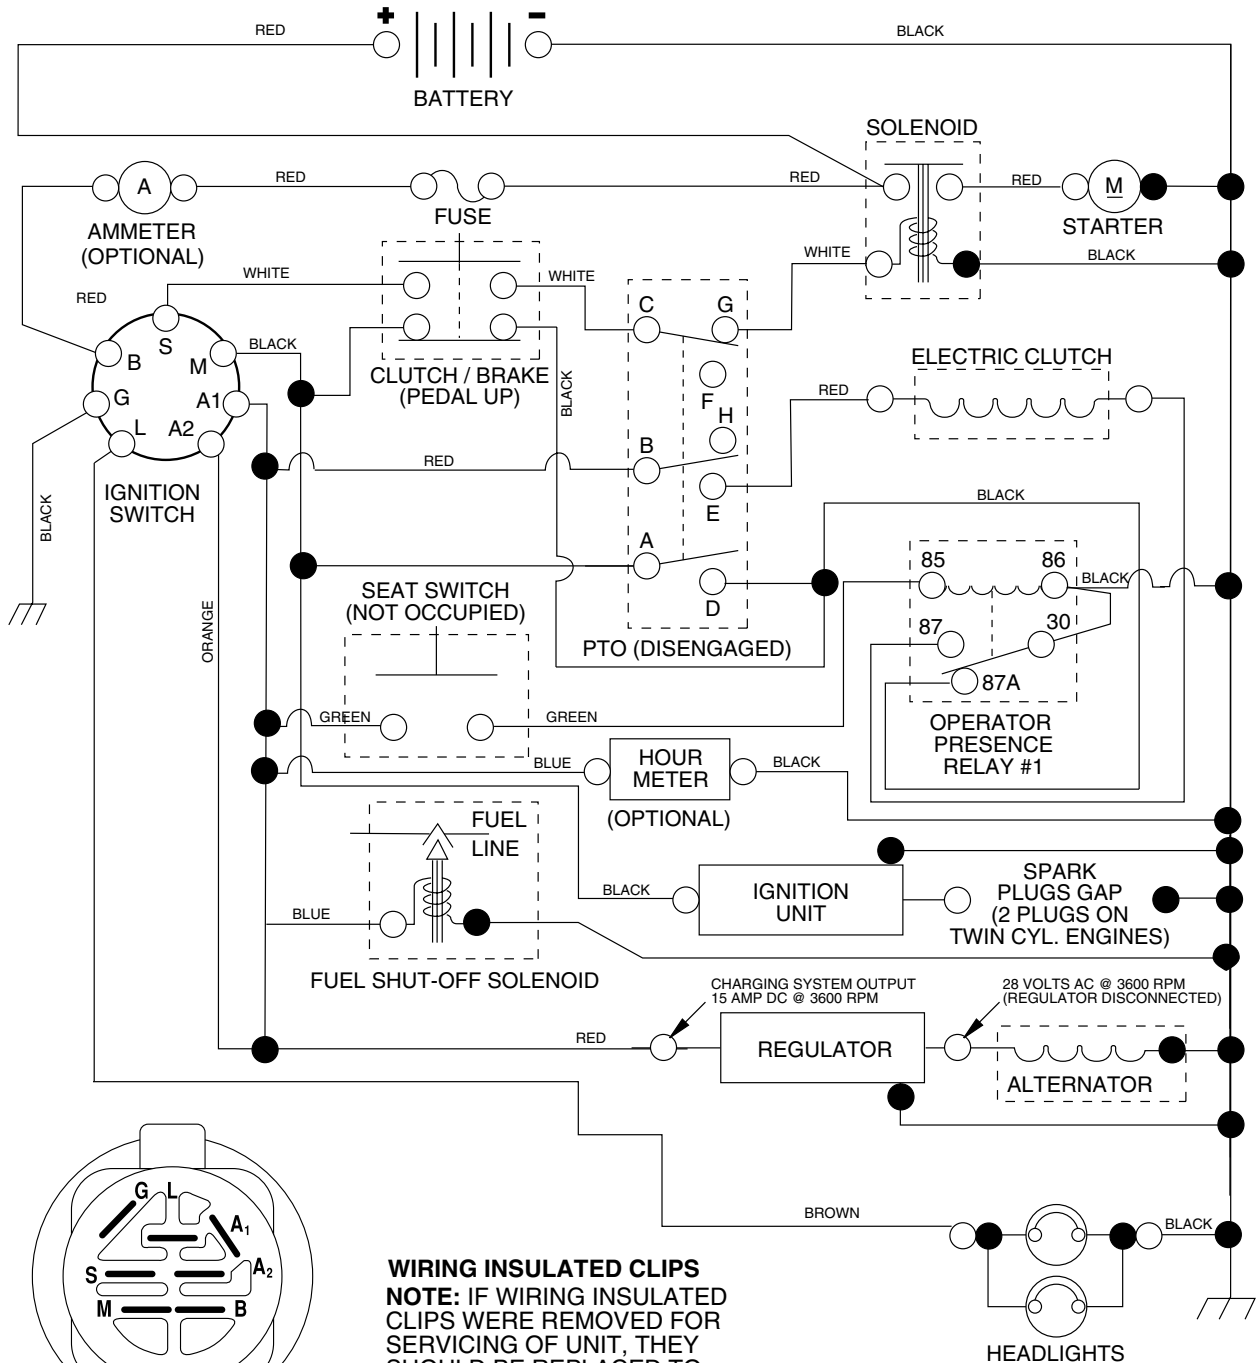 + -
RED
BLACK
BATTERY
SOLENOID
A
RED
RED
RED
M
FUSE
STARTER
AMMETER
(OPTIONAL)
WHITE
WHITE
WHITE
BLACK
RED
C G
S
B
M
BLACK
G
A1
L
A2
CLUTCH / BRAKE
(PEDAL UP)
BLACK
F
H
RED
ELECTRIC CLUTCH
B
RED
E
IGNITION
SWITCH
BLACK
BLACK
A
D
85 86
BLACK
87 30
87A
SEAT SWITCH
(NOT OCCUPIED)
ORANGE
PTO (DISENGAGED)
GREEN
GREEN
OPERATOR
PRESENCE
RELAY #1
BLUE
HOUR
METER
BLACK
(OPTIONAL)
FUEL
LINE
BLACK
IGNITION
UNIT
SPARK
PLUGS GAP
(2 PLUGS ON
TWIN CYL. ENGINES)
BLUE
FUEL SHUT-OFF SOLENOID
CHARGING SYSTEM OUTPUT
15 AMP DC @ 3600 RPM
28 VOLTS AC @ 3600 RPM
(REGULATOR DISCONNECTED)
RED
REGULATOR
ALTERNATOR
G L
A1
S
A2
M B
BROWN
BLACK
HEADLIGHTS
WIRING INSULATED CLIPS
NOTE: IF WIRING INSULATED
CLIPS WERE REMOVED FOR
SERVICING OF UNIT, THEY
SHOULD BE REPLACED TO